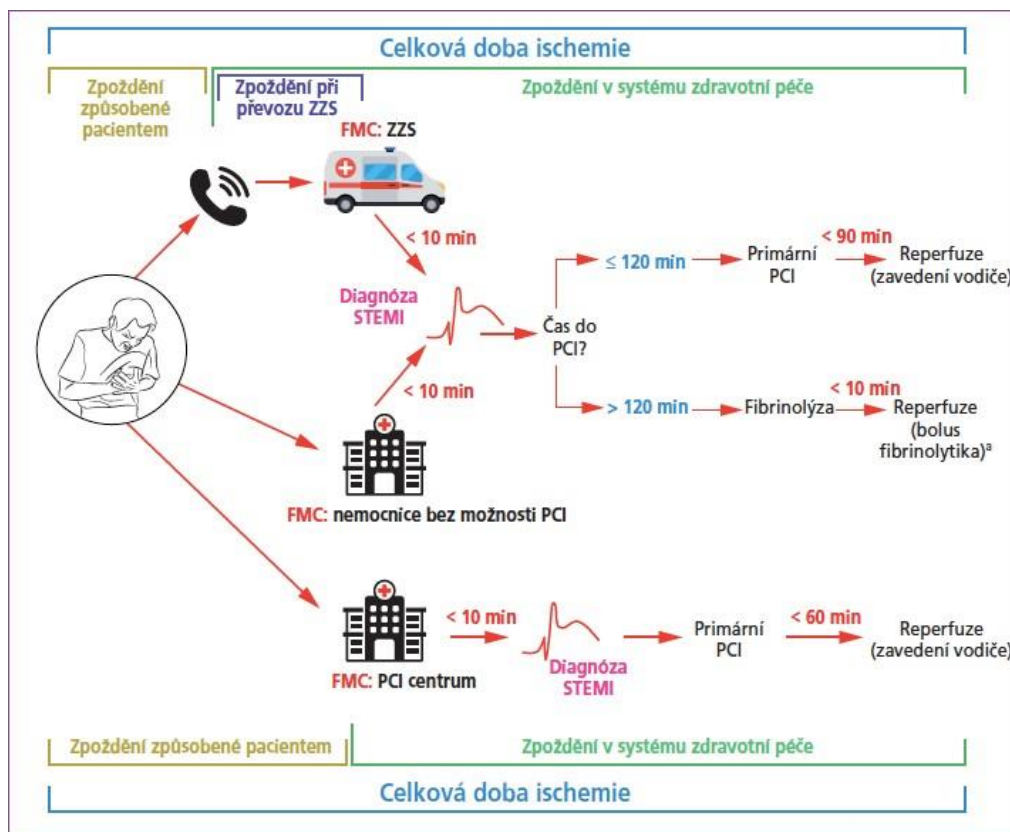 Celková doba ischemie
Zpoždění
způsobené
pacientem
Zpoždění při
převozu ZZS
Zpoždění v systému zdravotní péče
FMC: ZZS
< 10 min
Diagnóza
STEMI
< 10 min
Čas do
PCI?
≤ 120 min
Primární
PCI
< 90 min
Reperfuze
(zavedení vodiče)
> 120 min
Fibrinolýza
< 10 min
Reperfuze
(bolus
fibrinolytika)ª
FMC: nemocnice bez možnosti PCI
FMC: PCI centrum
< 10 min
Diagnóza
STEMI
Primární
PCI
< 60 min
Reperfuze
(zavedení vodiče)
Zpoždění způsobené pacientem
Zpoždění v systému zdravotní péče
Celková doba ischemie